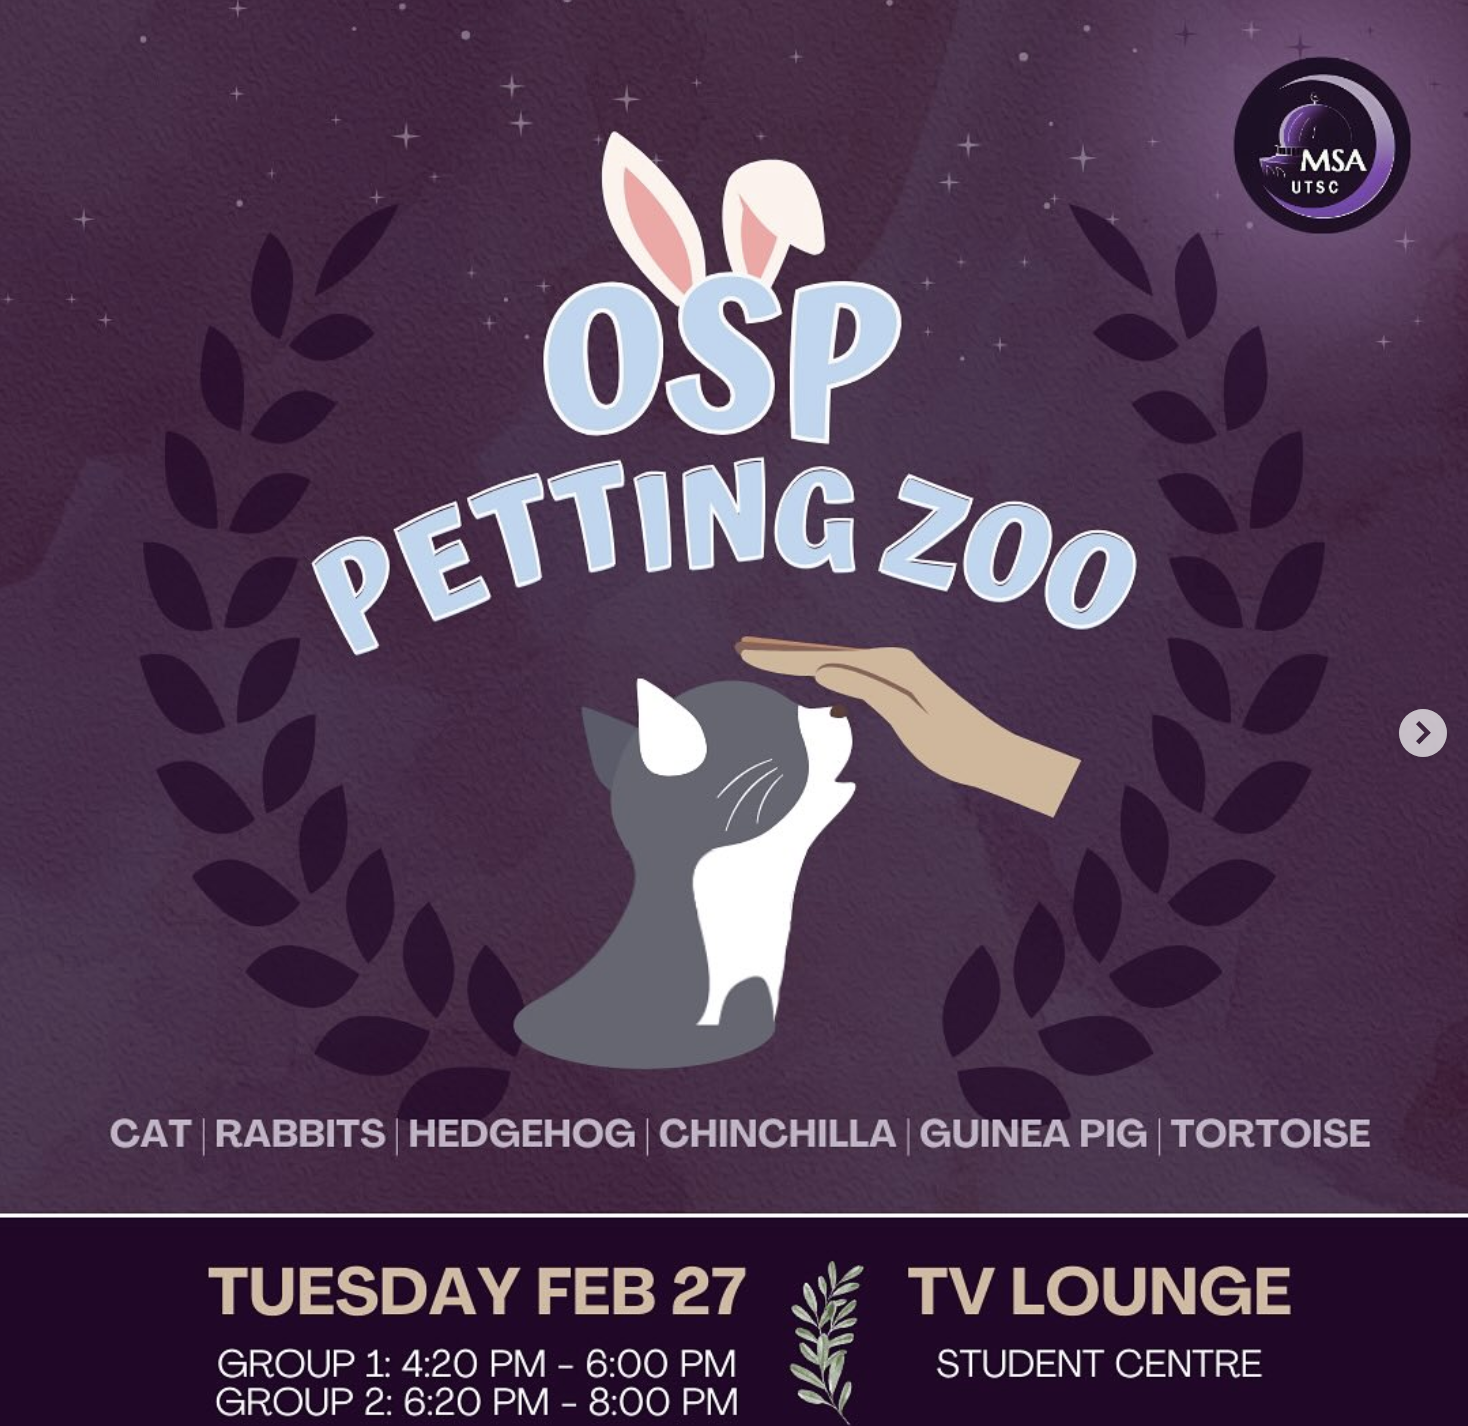 MSA
UTSC
OSP
PETTING ZOO
CAT | RABBITS | HEDGEHOG | CHINCHILLA | GUINEA PIG | TORTOISE
TUESDAY FEB 27
GROUP 1: 4:20 PM - 6:00 PM
GROUP 2: 6:20 PM - 8:00 PM
TV LOUNGE
STUDENT CENTRE